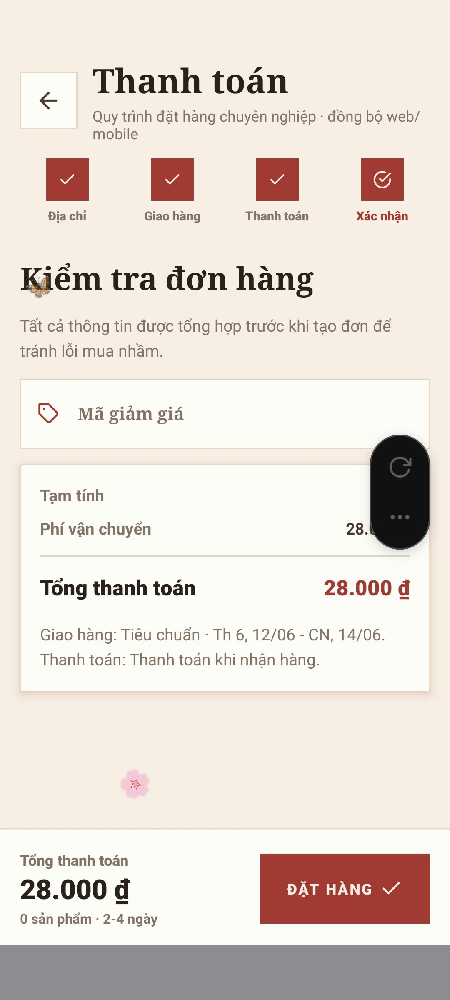 Thanh toán
Quy trình đặt hàng chuyên nghiệp · đồng bộ web/
mobile
Địa chỉ
Giao hàng
Thanh toán
Xác nhận
Kiểm tra đơn hàng
Tất cả thông tin được tổng hợp trước khi tạo đơn để
tránh lỗi mua nhầm.
Mã giảm giá
Tạm tính
Phí vận chuyển
Tổng thanh toán 28.000 ₫
Giao hàng: Tiêu chuẩn · Th 6, 12/06 - CN, 14/06.
Thanh toán: Thanh toán khi nhận hàng.
Tổng thanh toán
28.000 ₫
0 sản phẩm · 2-4 ngày
ĐẶT HÀNG